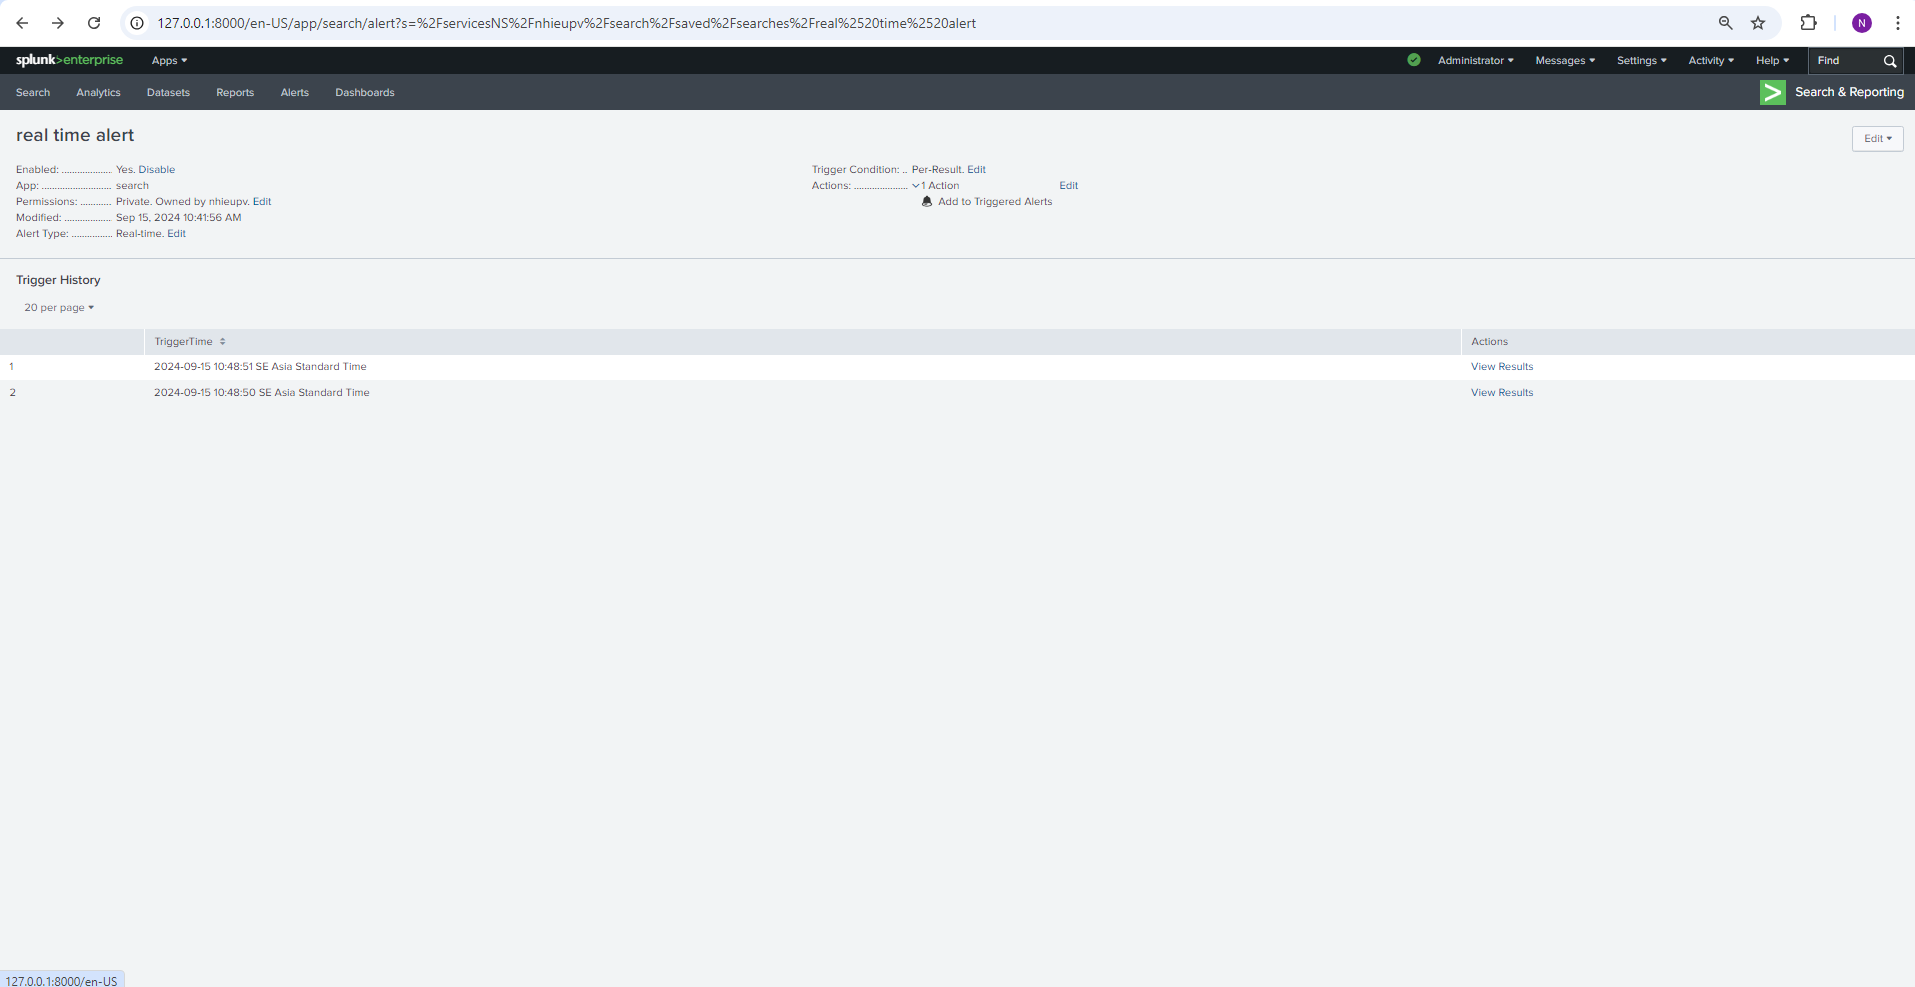 127.0.0.1:8000/en-US/app/search/alert?s=%2FservicesNS%2Fnhieupv%2Fsearch%2Fsaved%2Fsearches%2Freal%2520time%2520alert
N
splunk>enterprise Apps Administrator Messages Settings Activity Help Find
Search Analytics Datasets Reports Alerts Dashboards Search & Reporting
real time alert Edit
Enabled: ................... Yes. Disable Trigger Condition: .. Per-Result. Edit
App: .......................... search Actions: .................... 1 Action Edit
Permissions: ............ Private. Owned by nhieupv. Edit Add to Triggered Alerts
Modified: .................. Sep 15, 2024 10:41:56 AM
Alert Type: ............... Real-time. Edit
Trigger History
20 per page
TriggerTime Actions
1 2024-09-15 10:48:51 SE Asia Standard Time View Results
2 2024-09-15 10:48:50 SE Asia Standard Time View Results
127.0.0.1:8000/en-US